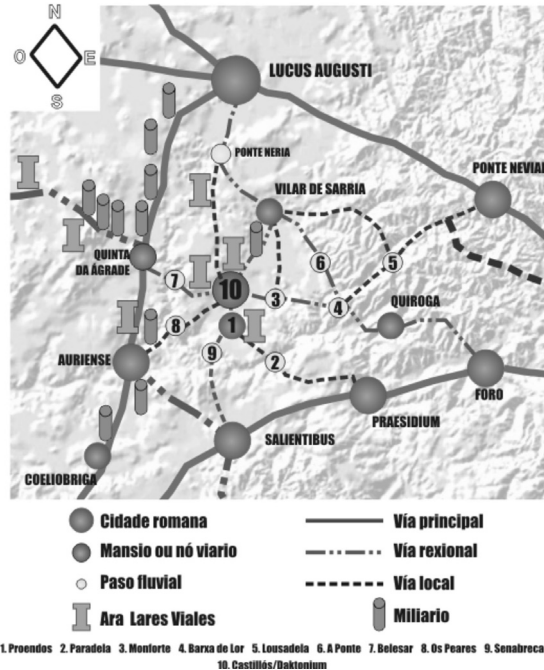 N
O E
S
LUCUS AUGUSTI
PONTE NERIA
PONTE NEVIAE
VILAR DE SARRIA
QUINTA
DA ÁGRADE
7
10
3
6
5
4
QUIROGA
1
8
9
2
AURIENSE
FORO
PRAESIDIUM
SALIENTIBUS
COELIOBRIGA
Cidade romana
Vía principal
Mansio ou nó viario
Vía rexional
Paso fluvial
Vía local
Ara Lares Viales
Miliario
1. Proendos 2. Paradela 3. Monforte 4. Barxa de Lor 5. Lousadela 6. A Ponte 7. Belesar 8. Os Peares 9. Senabreca
10. Castillós/Daktonium